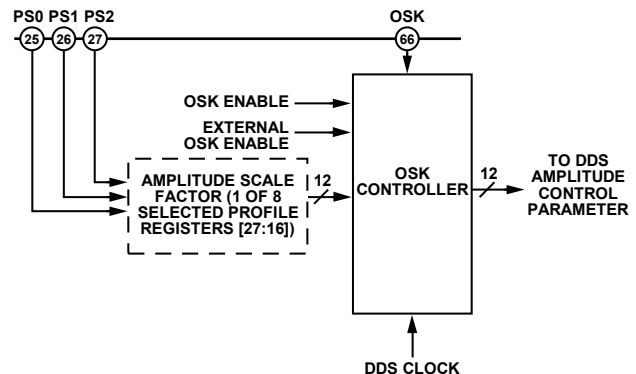 PS0 PS1 PS2 OSK
25 26 27 66
OSK ENABLE
EXTERNAL
OSK ENABLE
AMPLITUDE SCALE
FACTOR (1 OF 8
SELECTED PROFILE
REGISTERS [27:16])
12
OSK
CONTROLLER
12
TO DDS
AMPLITUDE
CONTROL
PARAMETER
DDS CLOCK